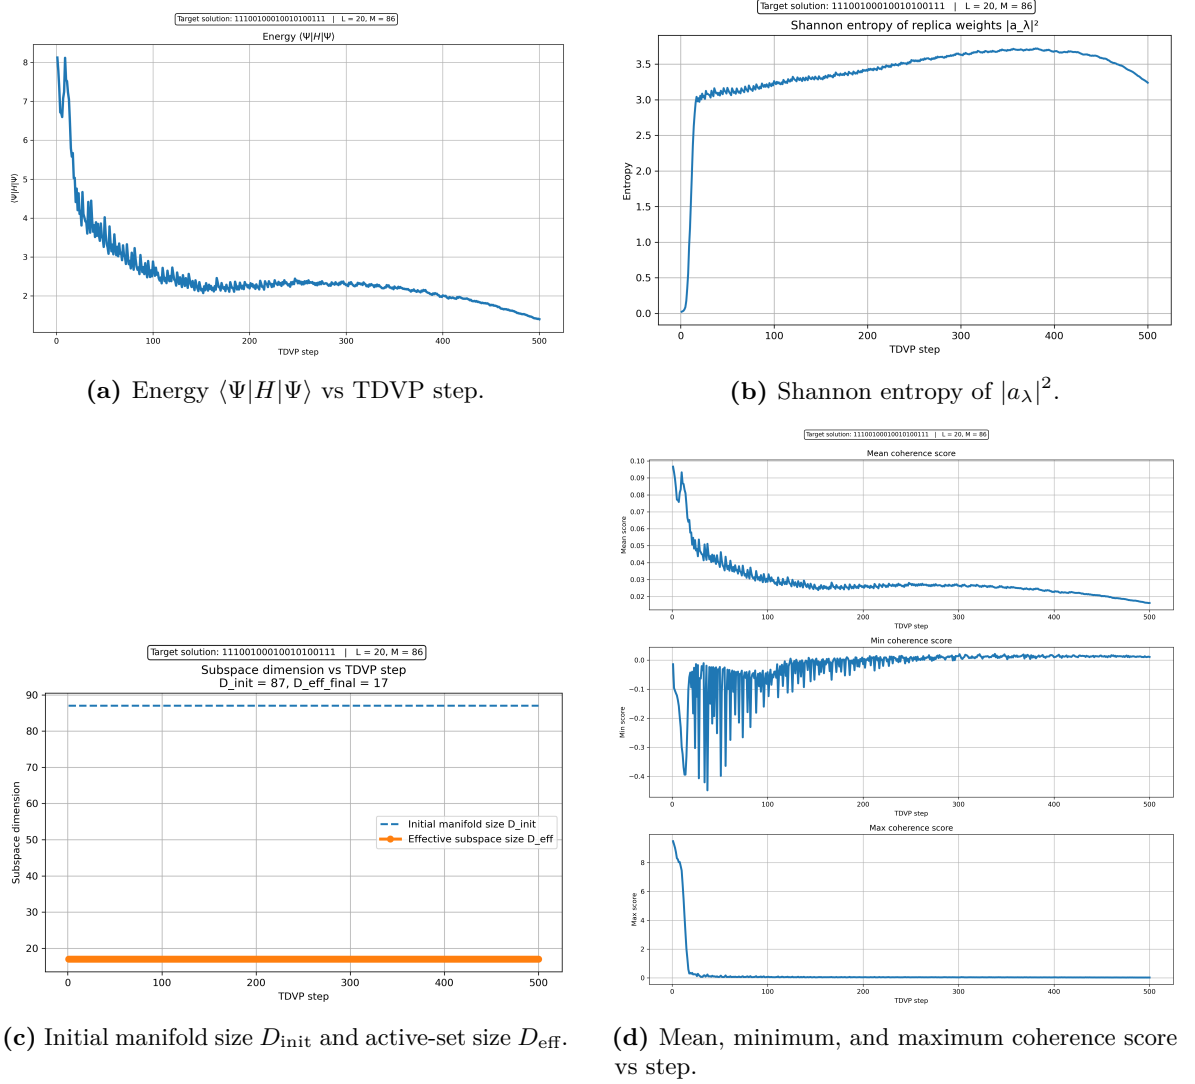 Target solution: 11100100010010100111 | L = 20, M = 86
Energy ⟨Ψ|H|Ψ⟩
⟨Ψ|H|Ψ⟩
8
7
6
5
4
3
2
0 100 200 300 400 500
TDVP step
(a) Energy ⟨Ψ|H|Ψ⟩ vs TDVP step.
Target solution: 11100100010010100111 | L = 20, M = 86
Shannon entropy of replica weights |a_λ|²
Entropy
3.5
3.0
2.5
2.0
1.5
1.0
0.5
0.0
0 100 200 300 400 500
TDVP step
(b) Shannon entropy of |a_λ|².
Target solution: 11100100010010100111 | L = 20, M = 86
Subspace dimension vs TDVP step
D_init = 87, D_eff_final = 17
Subspace dimension
90
80
70
60
50
40
30
20
Initial manifold size D_init
Effective subspace size D_eff
0 100 200 300 400 500
TDVP step
(c) Initial manifold size D_init and active-set size D_eff.
Target solution: 11100100010010100111 | L = 20, M = 86
Mean coherence score
Mean score
0.10
0.09
0.08
0.07
0.06
0.05
0.04
0.03
0.02
0 100 200 300 400 500
TDVP step
Min coherence score
Min score
0.0
−0.1
−0.2
−0.3
−0.4
0 100 200 300 400 500
TDVP step
Max coherence score
Max score
8
6
4
2
0
0 100 200 300 400 500
TDVP step
(d) Mean, minimum, and maximum coherence score
vs step.